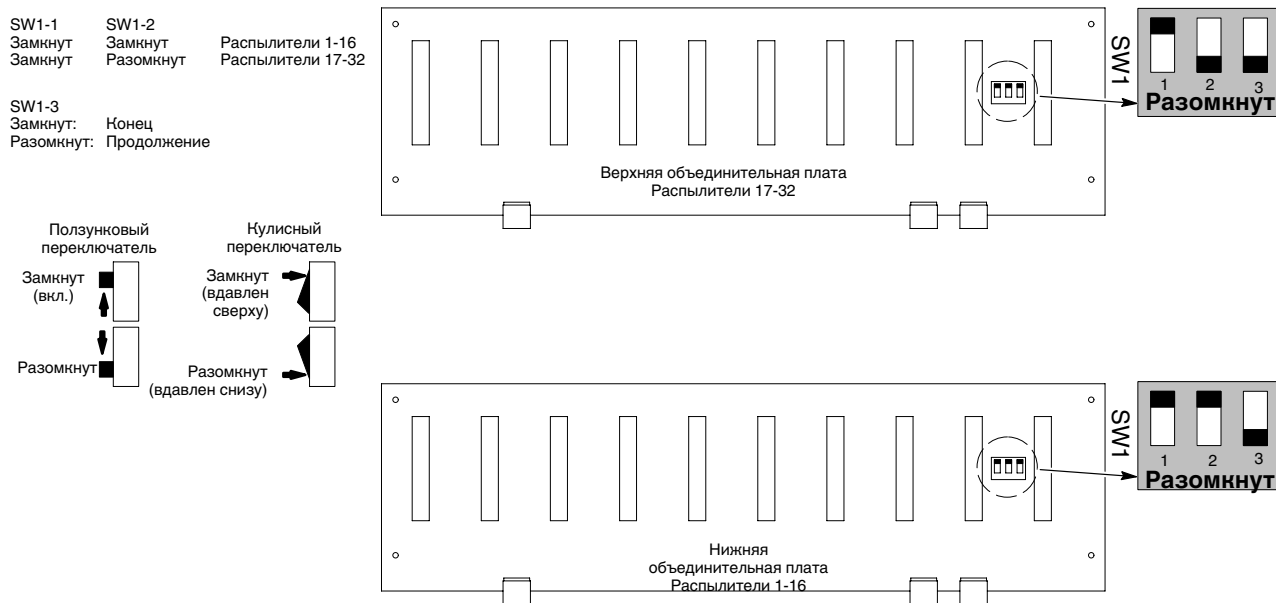 SW1-1 SW1-2
Замкнут Замкнут Распылители 1-16
Замкнут Разомкнут Распылители 17-32
SW1-3
Замкнут: Конец
Разомкнут: Продолжение
Ползунковый
переключатель
Замкнут
(вкл.)
Разомкнут
Кулисный
переключатель
Замкнут
(вдавлен
сверху)
Разомкнут
(вдавлен снизу)
Верхняя объединительная плата
Распылители 17-32
SW1
1 2 3
Разомкнут
Нижняя
объединительная плата
Распылители 1-16
SW1
1 2 3
Разомкнут